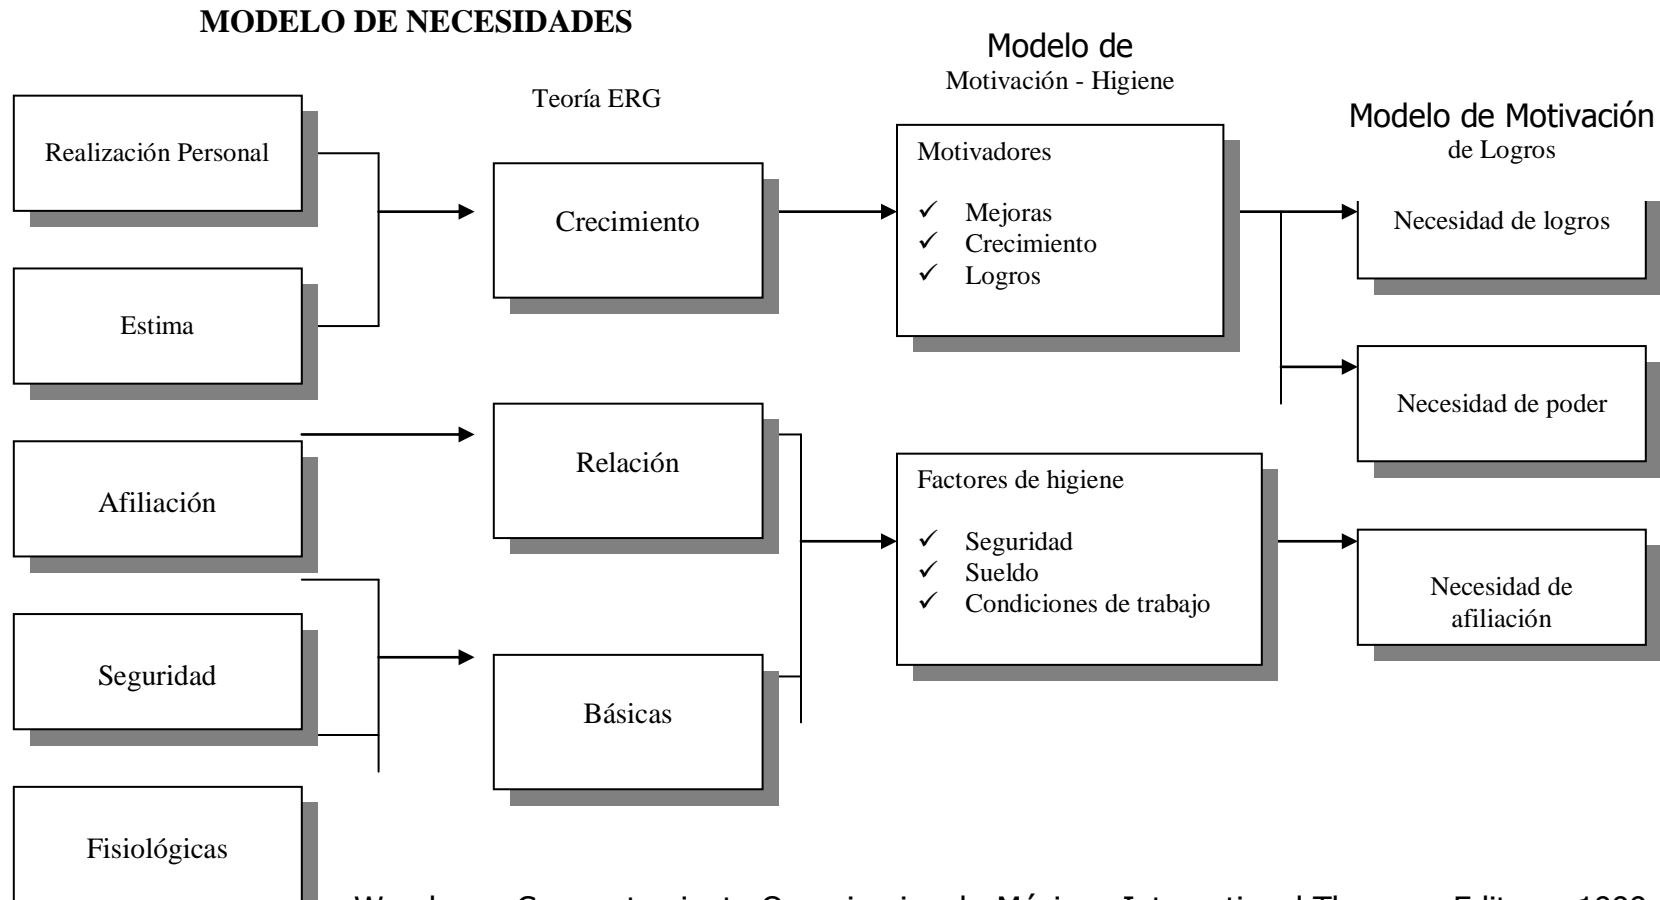 MODELO DE NECESIDADES
Realización Personal
Estima
Afiliación
Seguridad
Fisiológicas
Teoría ERG
Crecimiento
Relación
Básicas
Modelo de
Motivación - Higiene
Motivadores
✓ Mejoras
✓ Crecimiento
✓ Logros
Factores de higiene
✓ Seguridad
✓ Sueldo
✓ Condiciones de trabajo
Modelo de Motivación
de Logros
Necesidad de logros
Necesidad de poder
Necesidad de
afiliación